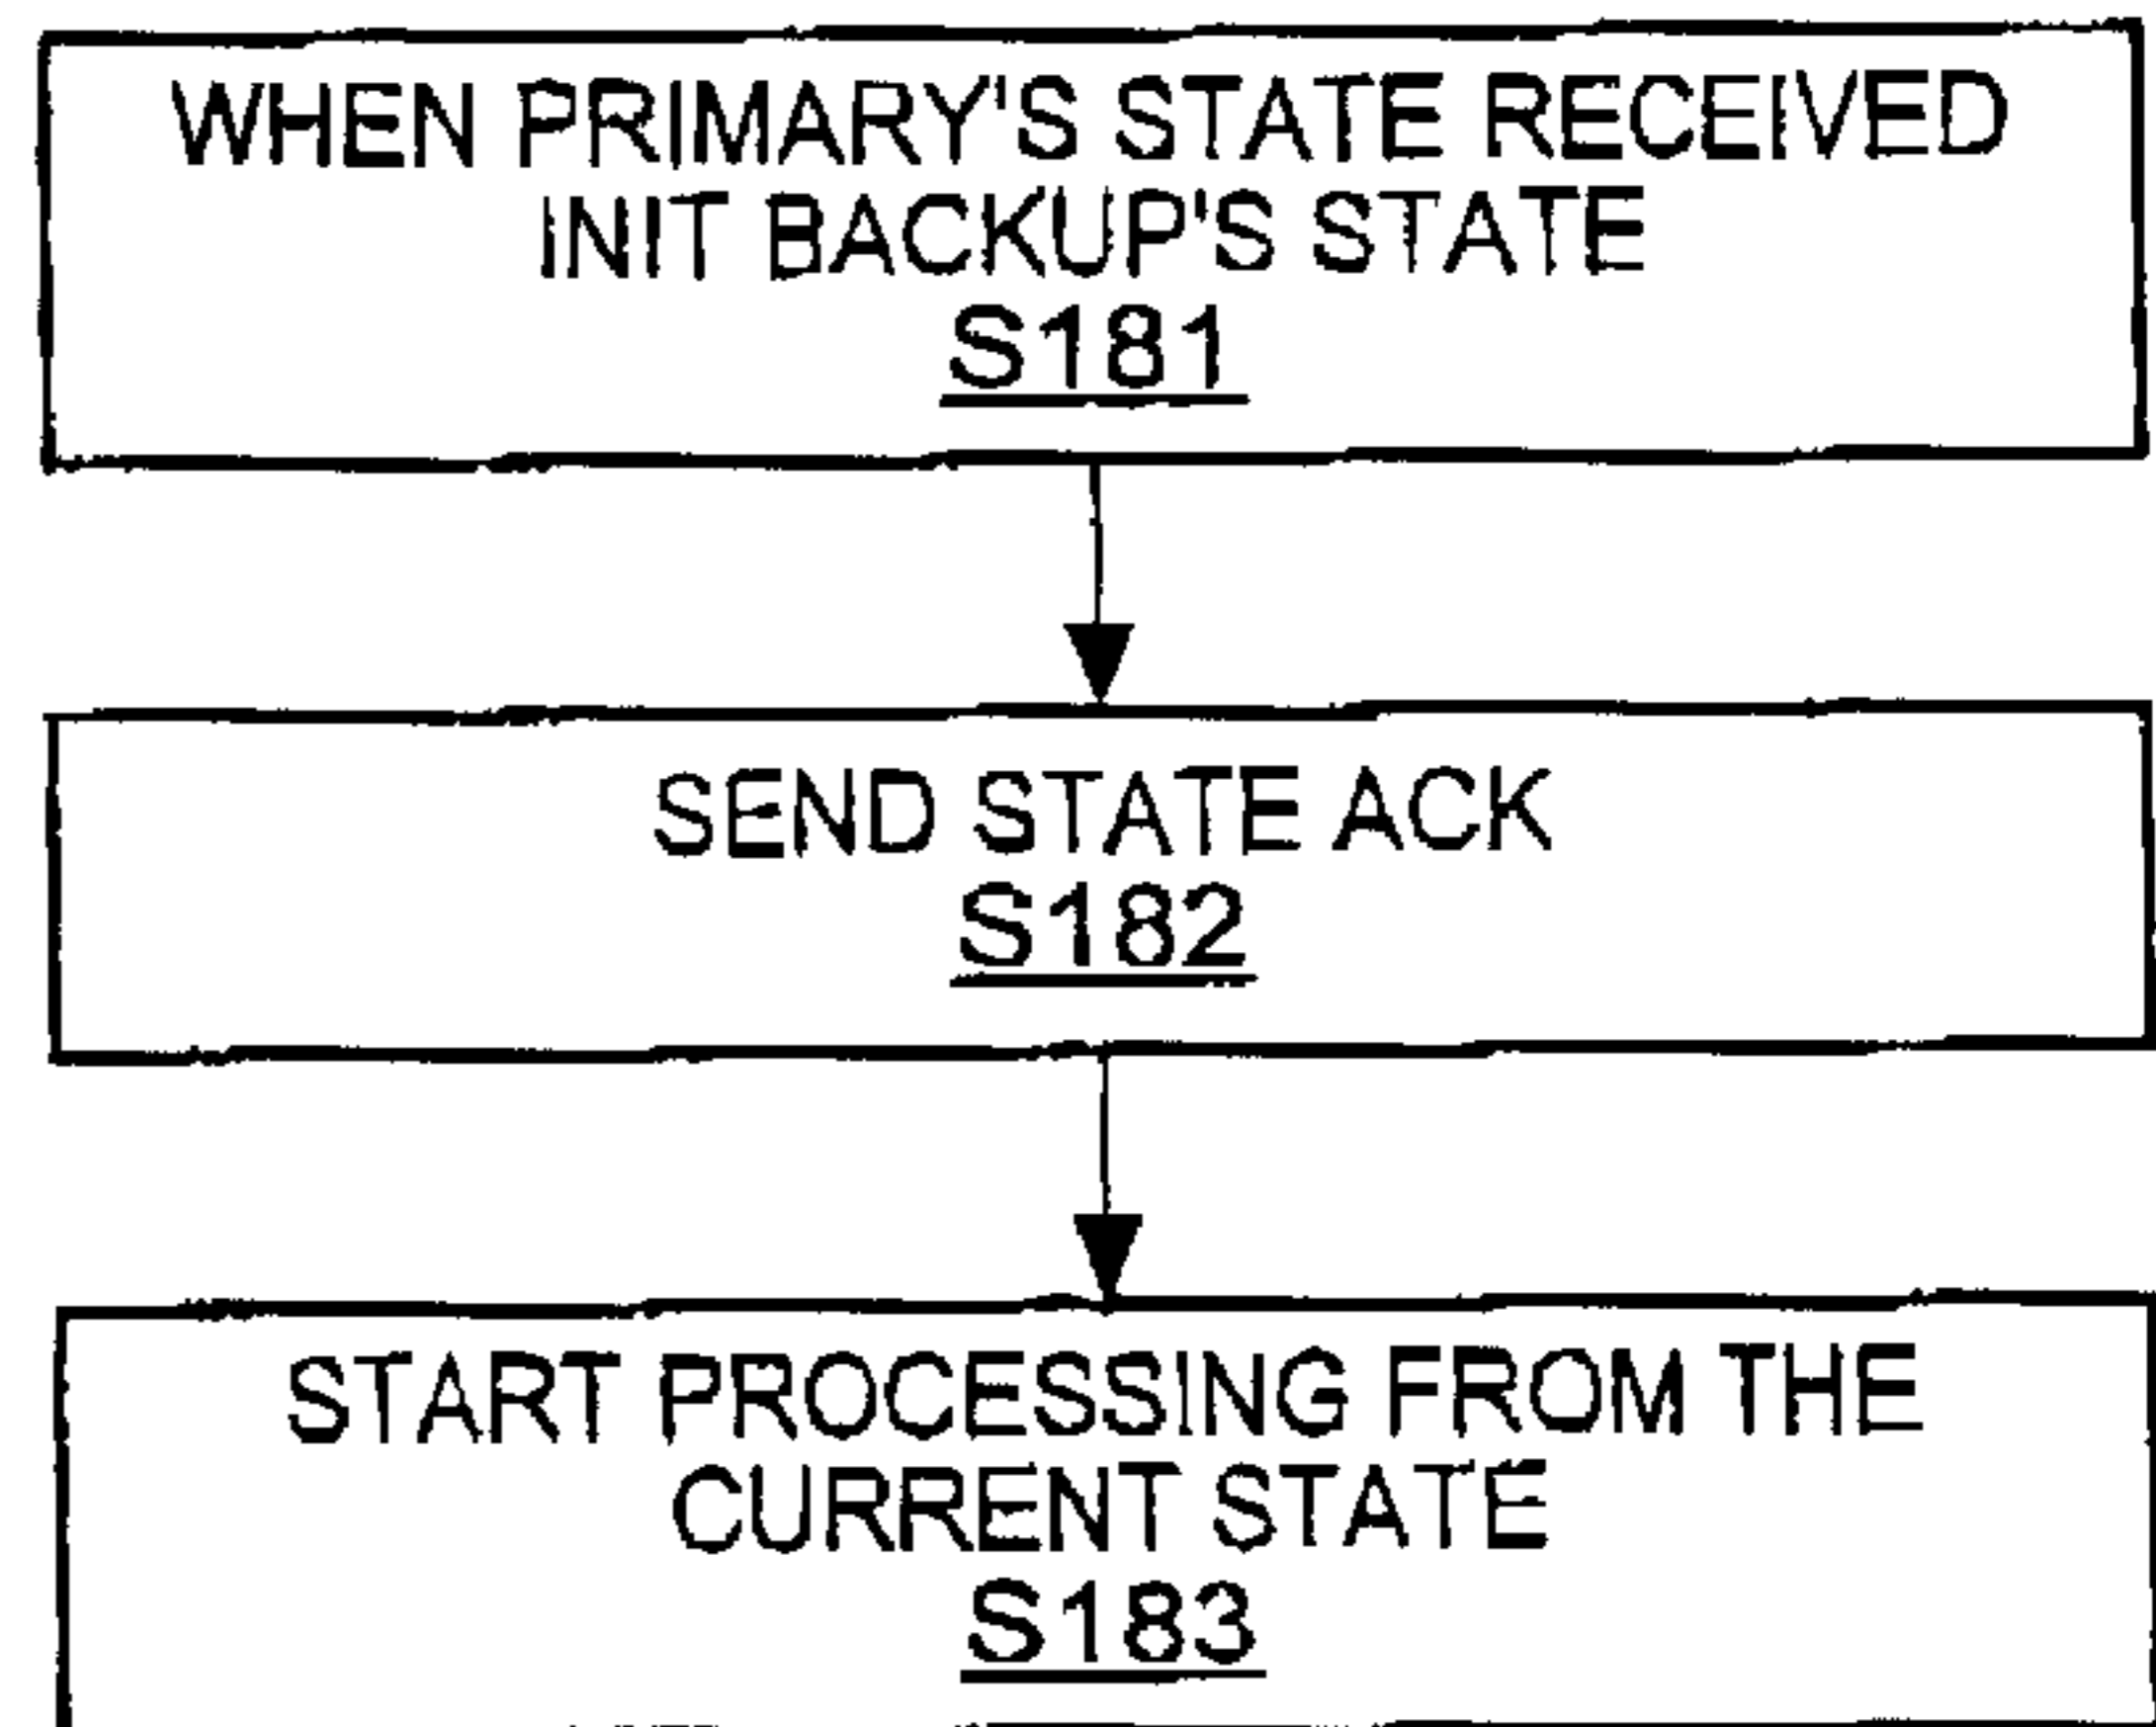 WHEN PRIMARY'S STATE RECEIVED
INIT BACKUP'S STATE
S181
SEND STATE ACK
S182
START PROCESSING FROM THE
CURRENT STATE
S183